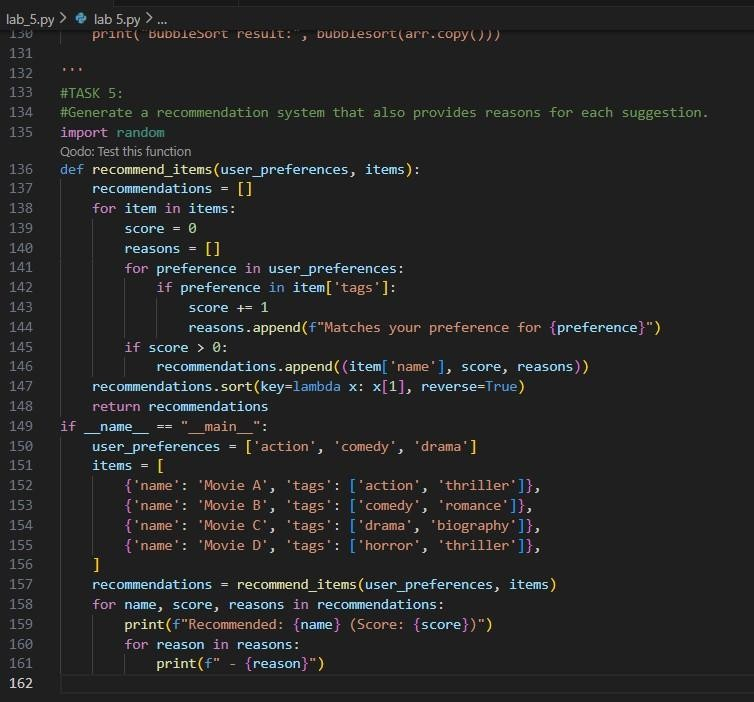 lab_5.py > lab 5.py > ...
130     print("BubbleSort result:", bubblesort(arr.copy()))
131
132 '''
133 #TASK 5:
134 #Generate a recommendation system that also provides reasons for each suggestion.
135 import random
Qodo: Test this function
136 def recommend_items(user_preferences, items):
137     recommendations = []
138     for item in items:
139         score = 0
140         reasons = []
141         for preference in user_preferences:
142             if preference in item['tags']:
143                 score += 1
144                 reasons.append(f"Matches your preference for {preference}")
145         if score > 0:
146             recommendations.append((item['name'], score, reasons))
147     recommendations.sort(key=lambda x: x[1], reverse=True)
148     return recommendations
149 if __name__ == "__main__":
150     user_preferences = ['action', 'comedy', 'drama']
151     items = [
152         {'name': 'Movie A', 'tags': ['action', 'thriller']},
153         {'name': 'Movie B', 'tags': ['comedy', 'romance']},
154         {'name': 'Movie C', 'tags': ['drama', 'biography']},
155         {'name': 'Movie D', 'tags': ['horror', 'thriller']},
156     ]
157     recommendations = recommend_items(user_preferences, items)
158     for name, score, reasons in recommendations:
159         print(f"Recommended: {name} (Score: {score})")
160         for reason in reasons:
161             print(f" - {reason}")
162